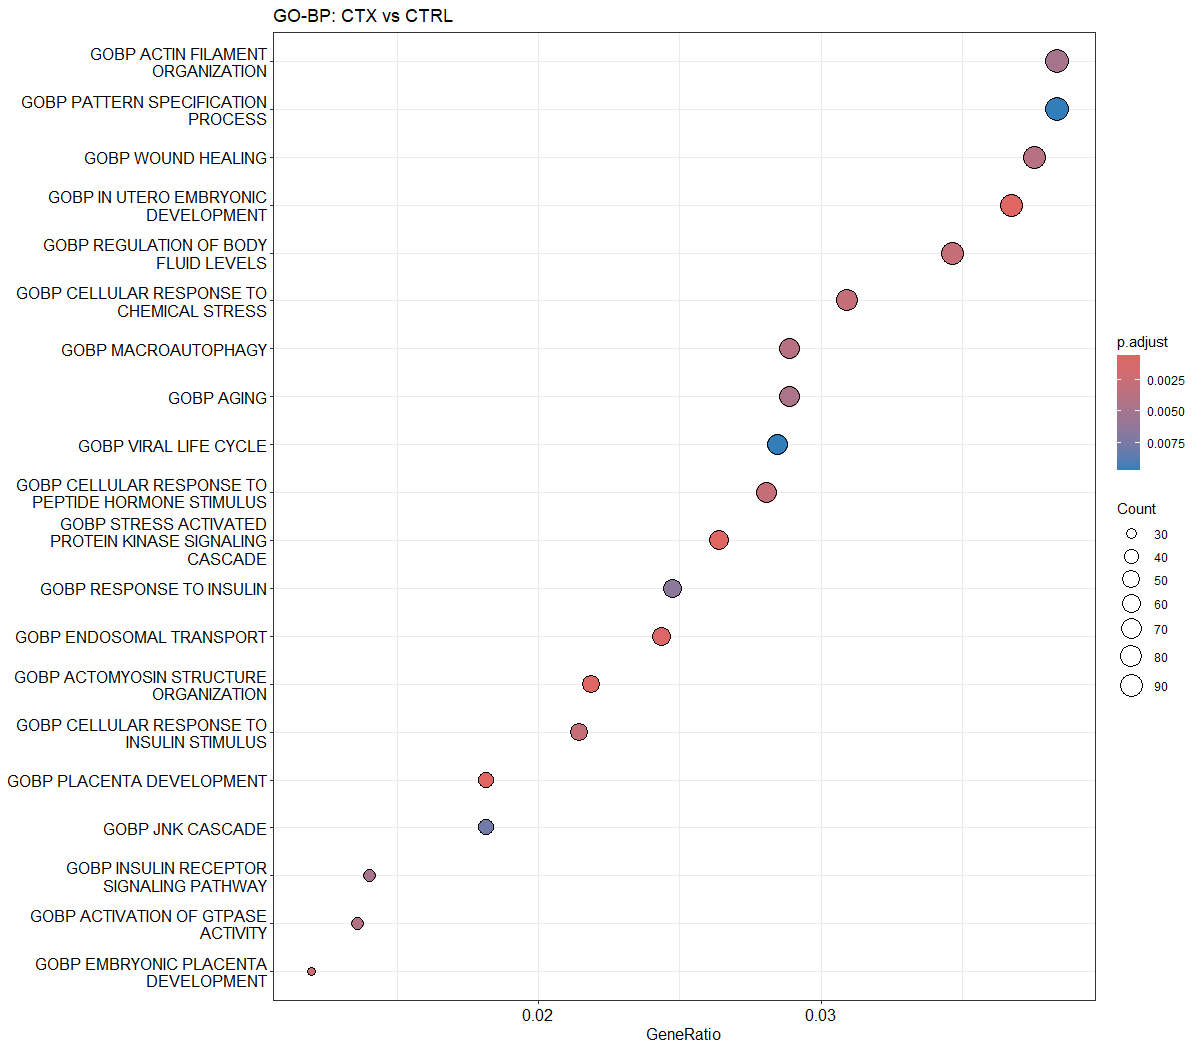 GO-BP: CTX vs CTRL
GOBP ACTIN FILAMENT
ORGANIZATION
GOBP PATTERN SPECIFICATION
PROCESS
GOBP WOUND HEALING
GOBP IN UTERO EMBRYONIC
DEVELOPMENT
GOBP REGULATION OF BODY
FLUID LEVELS
GOBP CELLULAR RESPONSE TO
CHEMICAL STRESS
GOBP MACROAUTOPHAGY
GOBP AGING
GOBP VIRAL LIFE CYCLE
GOBP CELLULAR RESPONSE TO
PEPTIDE HORMONE STIMULUS
GOBP STRESS ACTIVATED
PROTEIN KINASE SIGNALING
CASCADE
GOBP RESPONSE TO INSULIN
GOBP ENDOSOMAL TRANSPORT
GOBP ACTOMYOSIN STRUCTURE
ORGANIZATION
GOBP CELLULAR RESPONSE TO
INSULIN STIMULUS
GOBP PLACENTA DEVELOPMENT
GOBP JNK CASCADE
GOBP INSULIN RECEPTOR
SIGNALING PATHWAY
GOBP ACTIVATION OF GTPASE
ACTIVITY
GOBP EMBRYONIC PLACENTA
DEVELOPMENT
0.02
0.03
GeneRatio
p.adjust
0.0025
0.0050
0.0075
Count
30
40
50
60
70
80
90